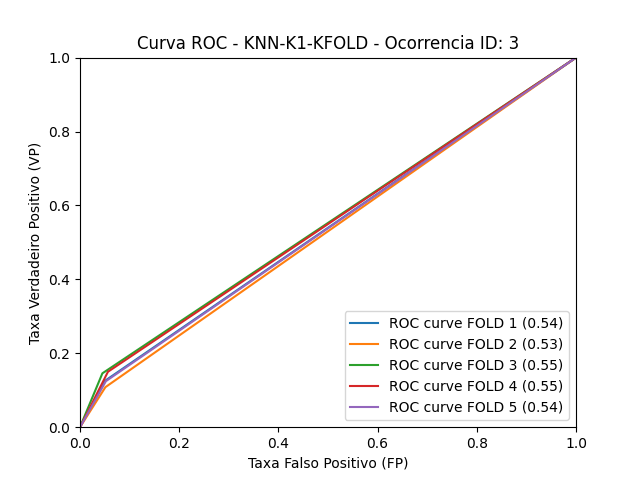 Curva ROC - KNN-K1-KFOLD - Ocorrencia ID: 3
1.0
0.8
0.6
0.4
0.2
0.0
Taxa Verdadeiro Positivo (VP)
ROC curve FOLD 1 (0.54)
ROC curve FOLD 2 (0.53)
ROC curve FOLD 3 (0.55)
ROC curve FOLD 4 (0.55)
ROC curve FOLD 5 (0.54)
0.0 0.2 0.4 0.6 0.8 1.0
Taxa Falso Positivo (FP)